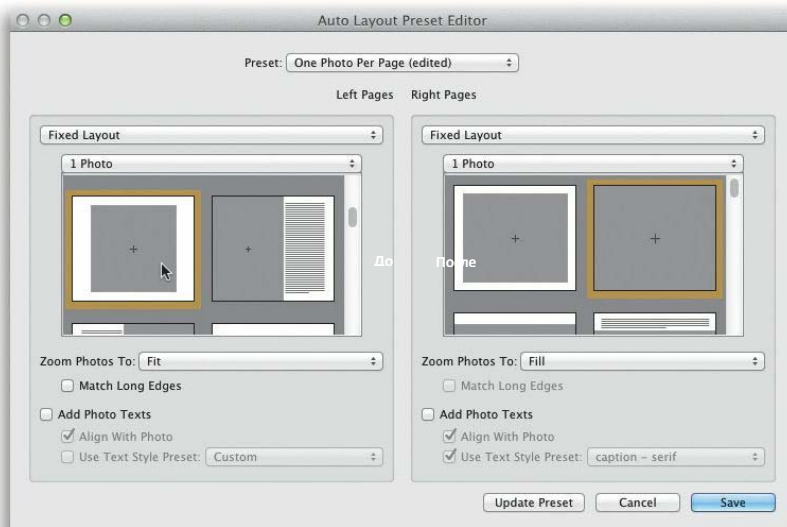 Auto Layout Preset Editor
Preset: One Photo Per Page (edited)
Left Pages Right Pages
Fixed Layout
1 Photo
До
Zoom Photos To: Fit
Match Long Edges
Add Photo Texts
Align With Photo
Use Text Style Preset: Custom
Fixed Layout
1 Photo
После
Zoom Photos To: Fill
Match Long Edges
Add Photo Texts
Align With Photo
Use Text Style Preset: caption – serif
Update Preset Cancel Save